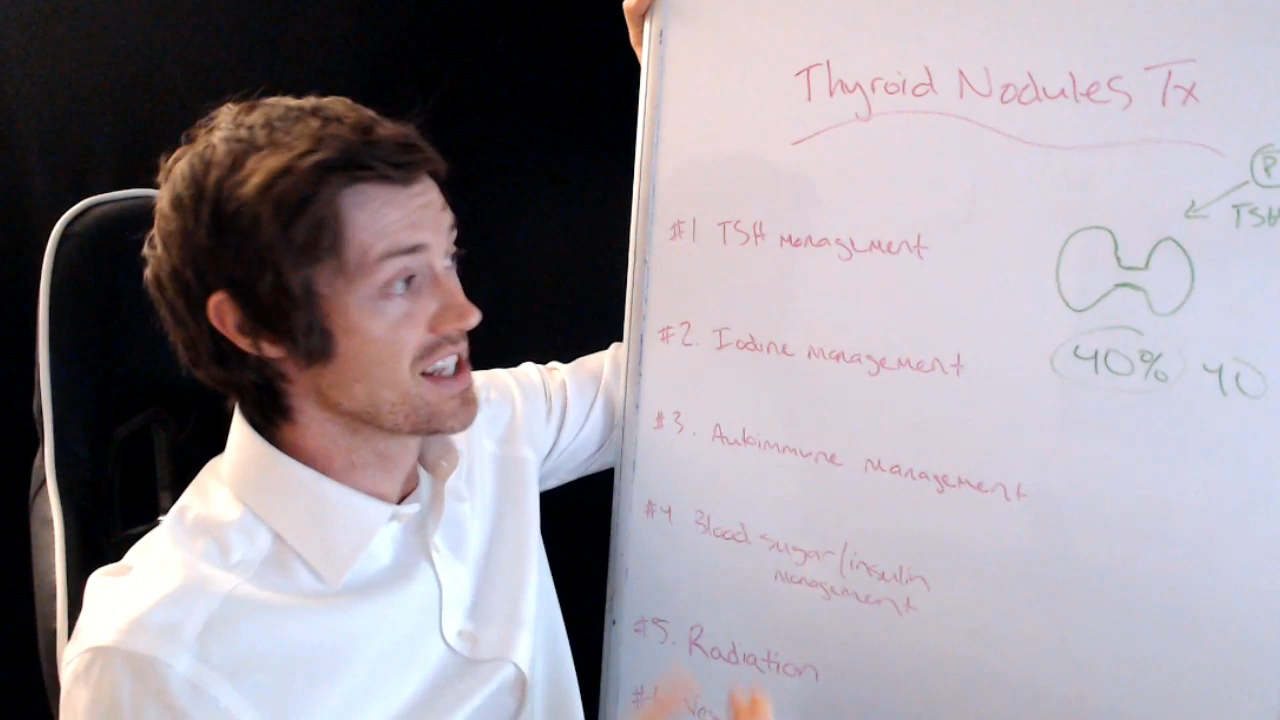 Thyroid Nodules Tx
P
#1 TSH management
TSH
#2. Iodine management
40% 40
#3. Autoimmune management
#4 Blood sugar/insulin
management
#5. Radiation